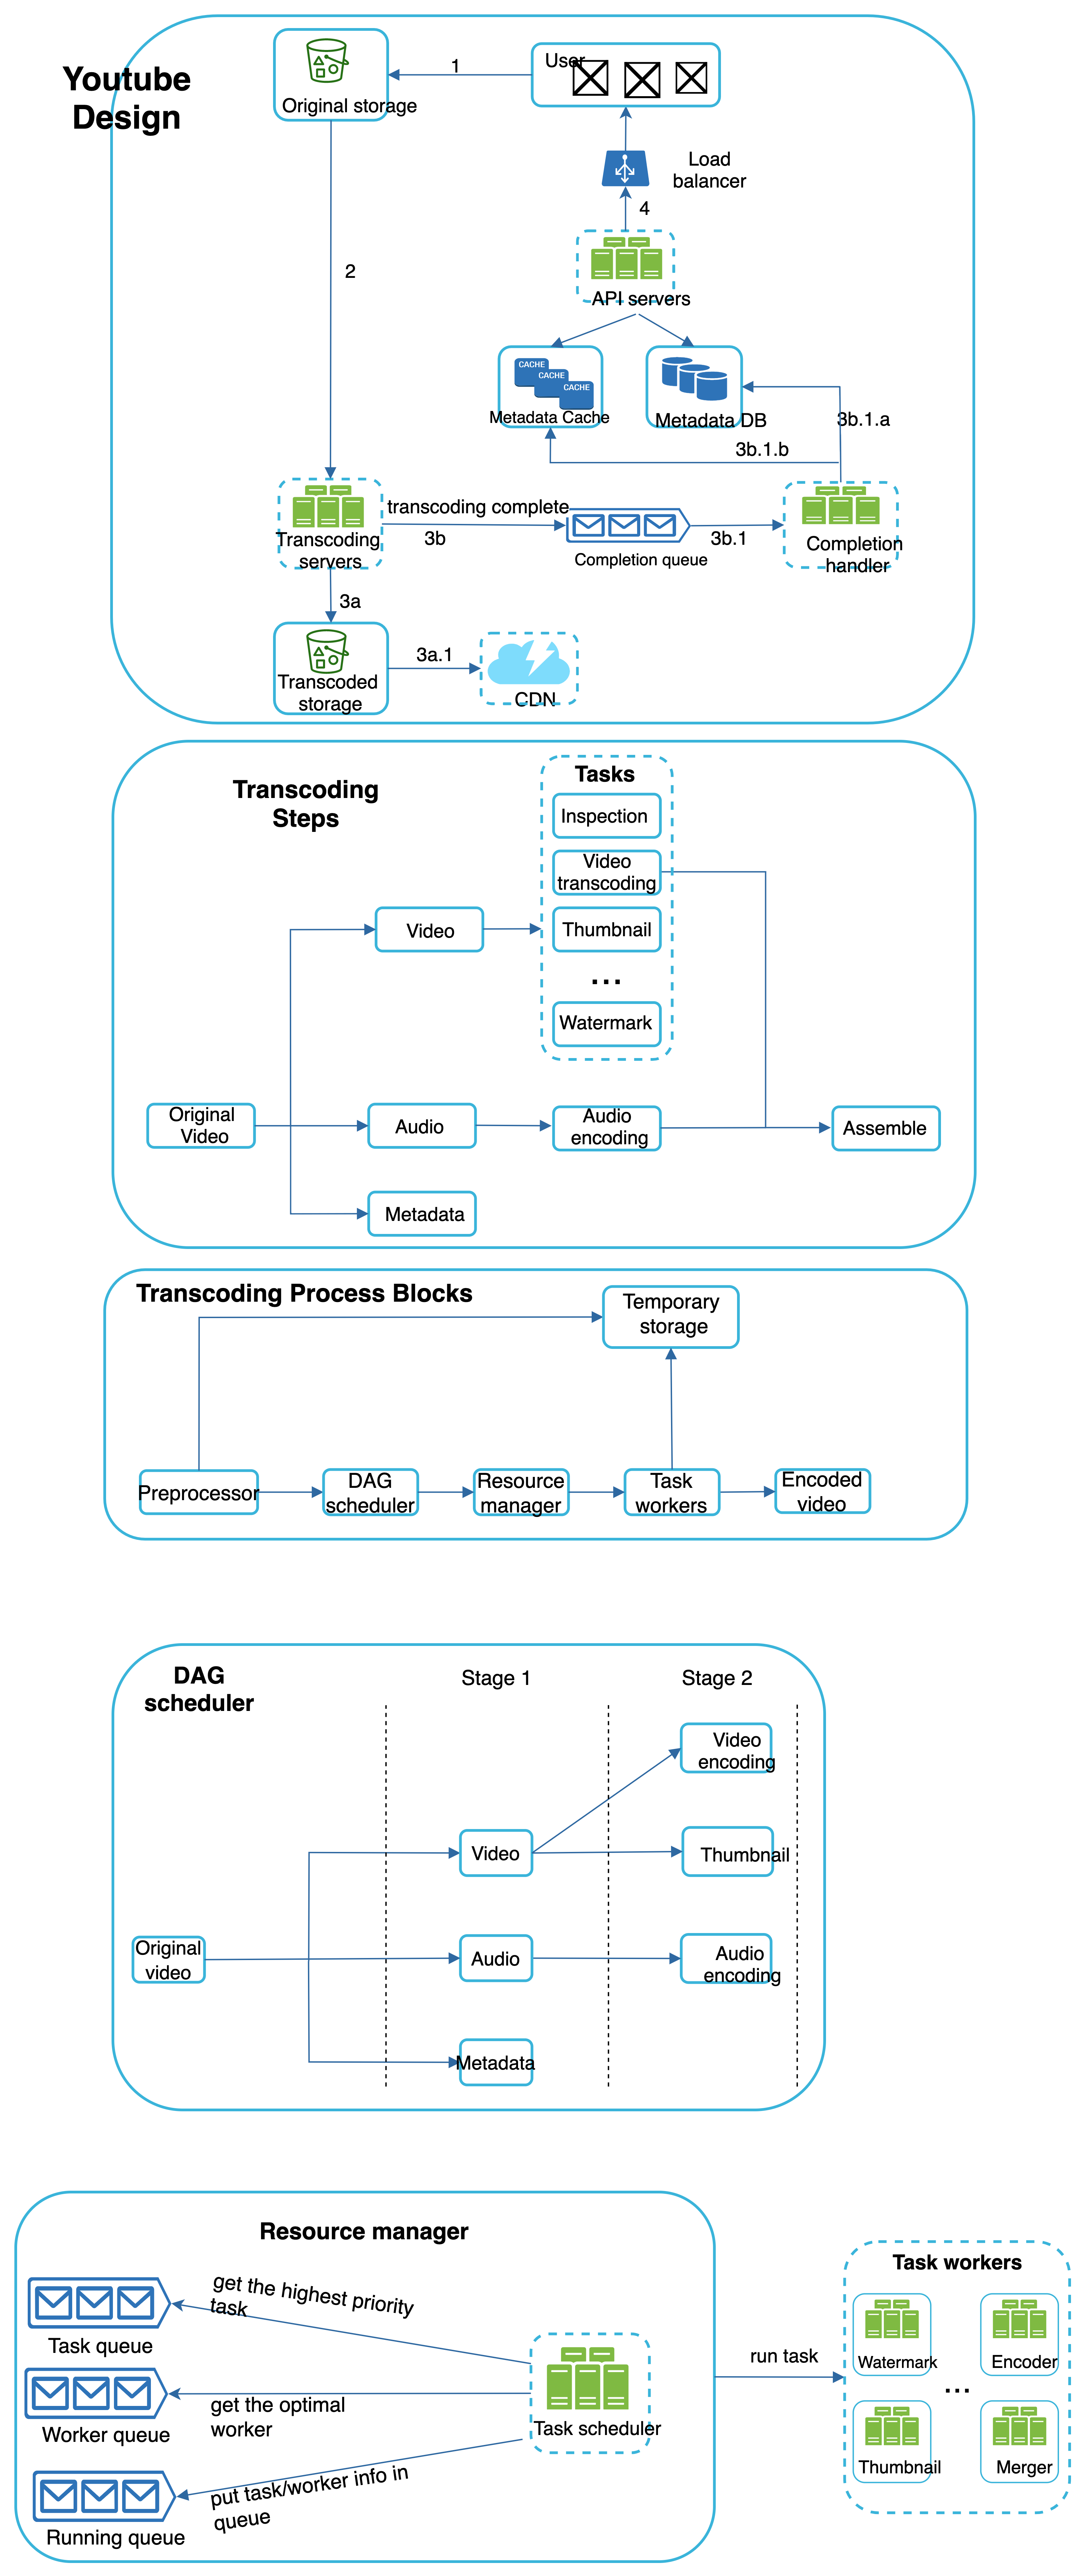 Youtube
Design
Original storage
1
User
Load
balancer
4
2
API servers
CACHE
CACHE
CACHE
Metadata Cache
Metadata DB
3b.1.a
3b.1.b
transcoding complete
Transcoding
servers
3b
Completion queue
3b.1
Completion
handler
3a
Transcoded
storage
3a.1
CDN
Transcoding
Steps
Tasks
Inspection
Video
transcoding
Video
Thumbnail
...
Watermark
Original
Video
Audio
Audio
encoding
Assemble
Metadata
Transcoding Process Blocks
Temporary
storage
Preprocessor
DAG
scheduler
Resource
manager
Task
workers
Encoded
video
DAG
scheduler
Stage 1
Stage 2
Video
encoding
Video
Thumbnail
Original
video
Audio
Audio
encoding
Metadata
Resource manager
get the highest priority
task
Task queue
get the optimal
worker
Worker queue
Task scheduler
put task/worker info in
queue
Running queue
run task
Task workers
Watermark
Encoder
...
Thumbnail
Merger